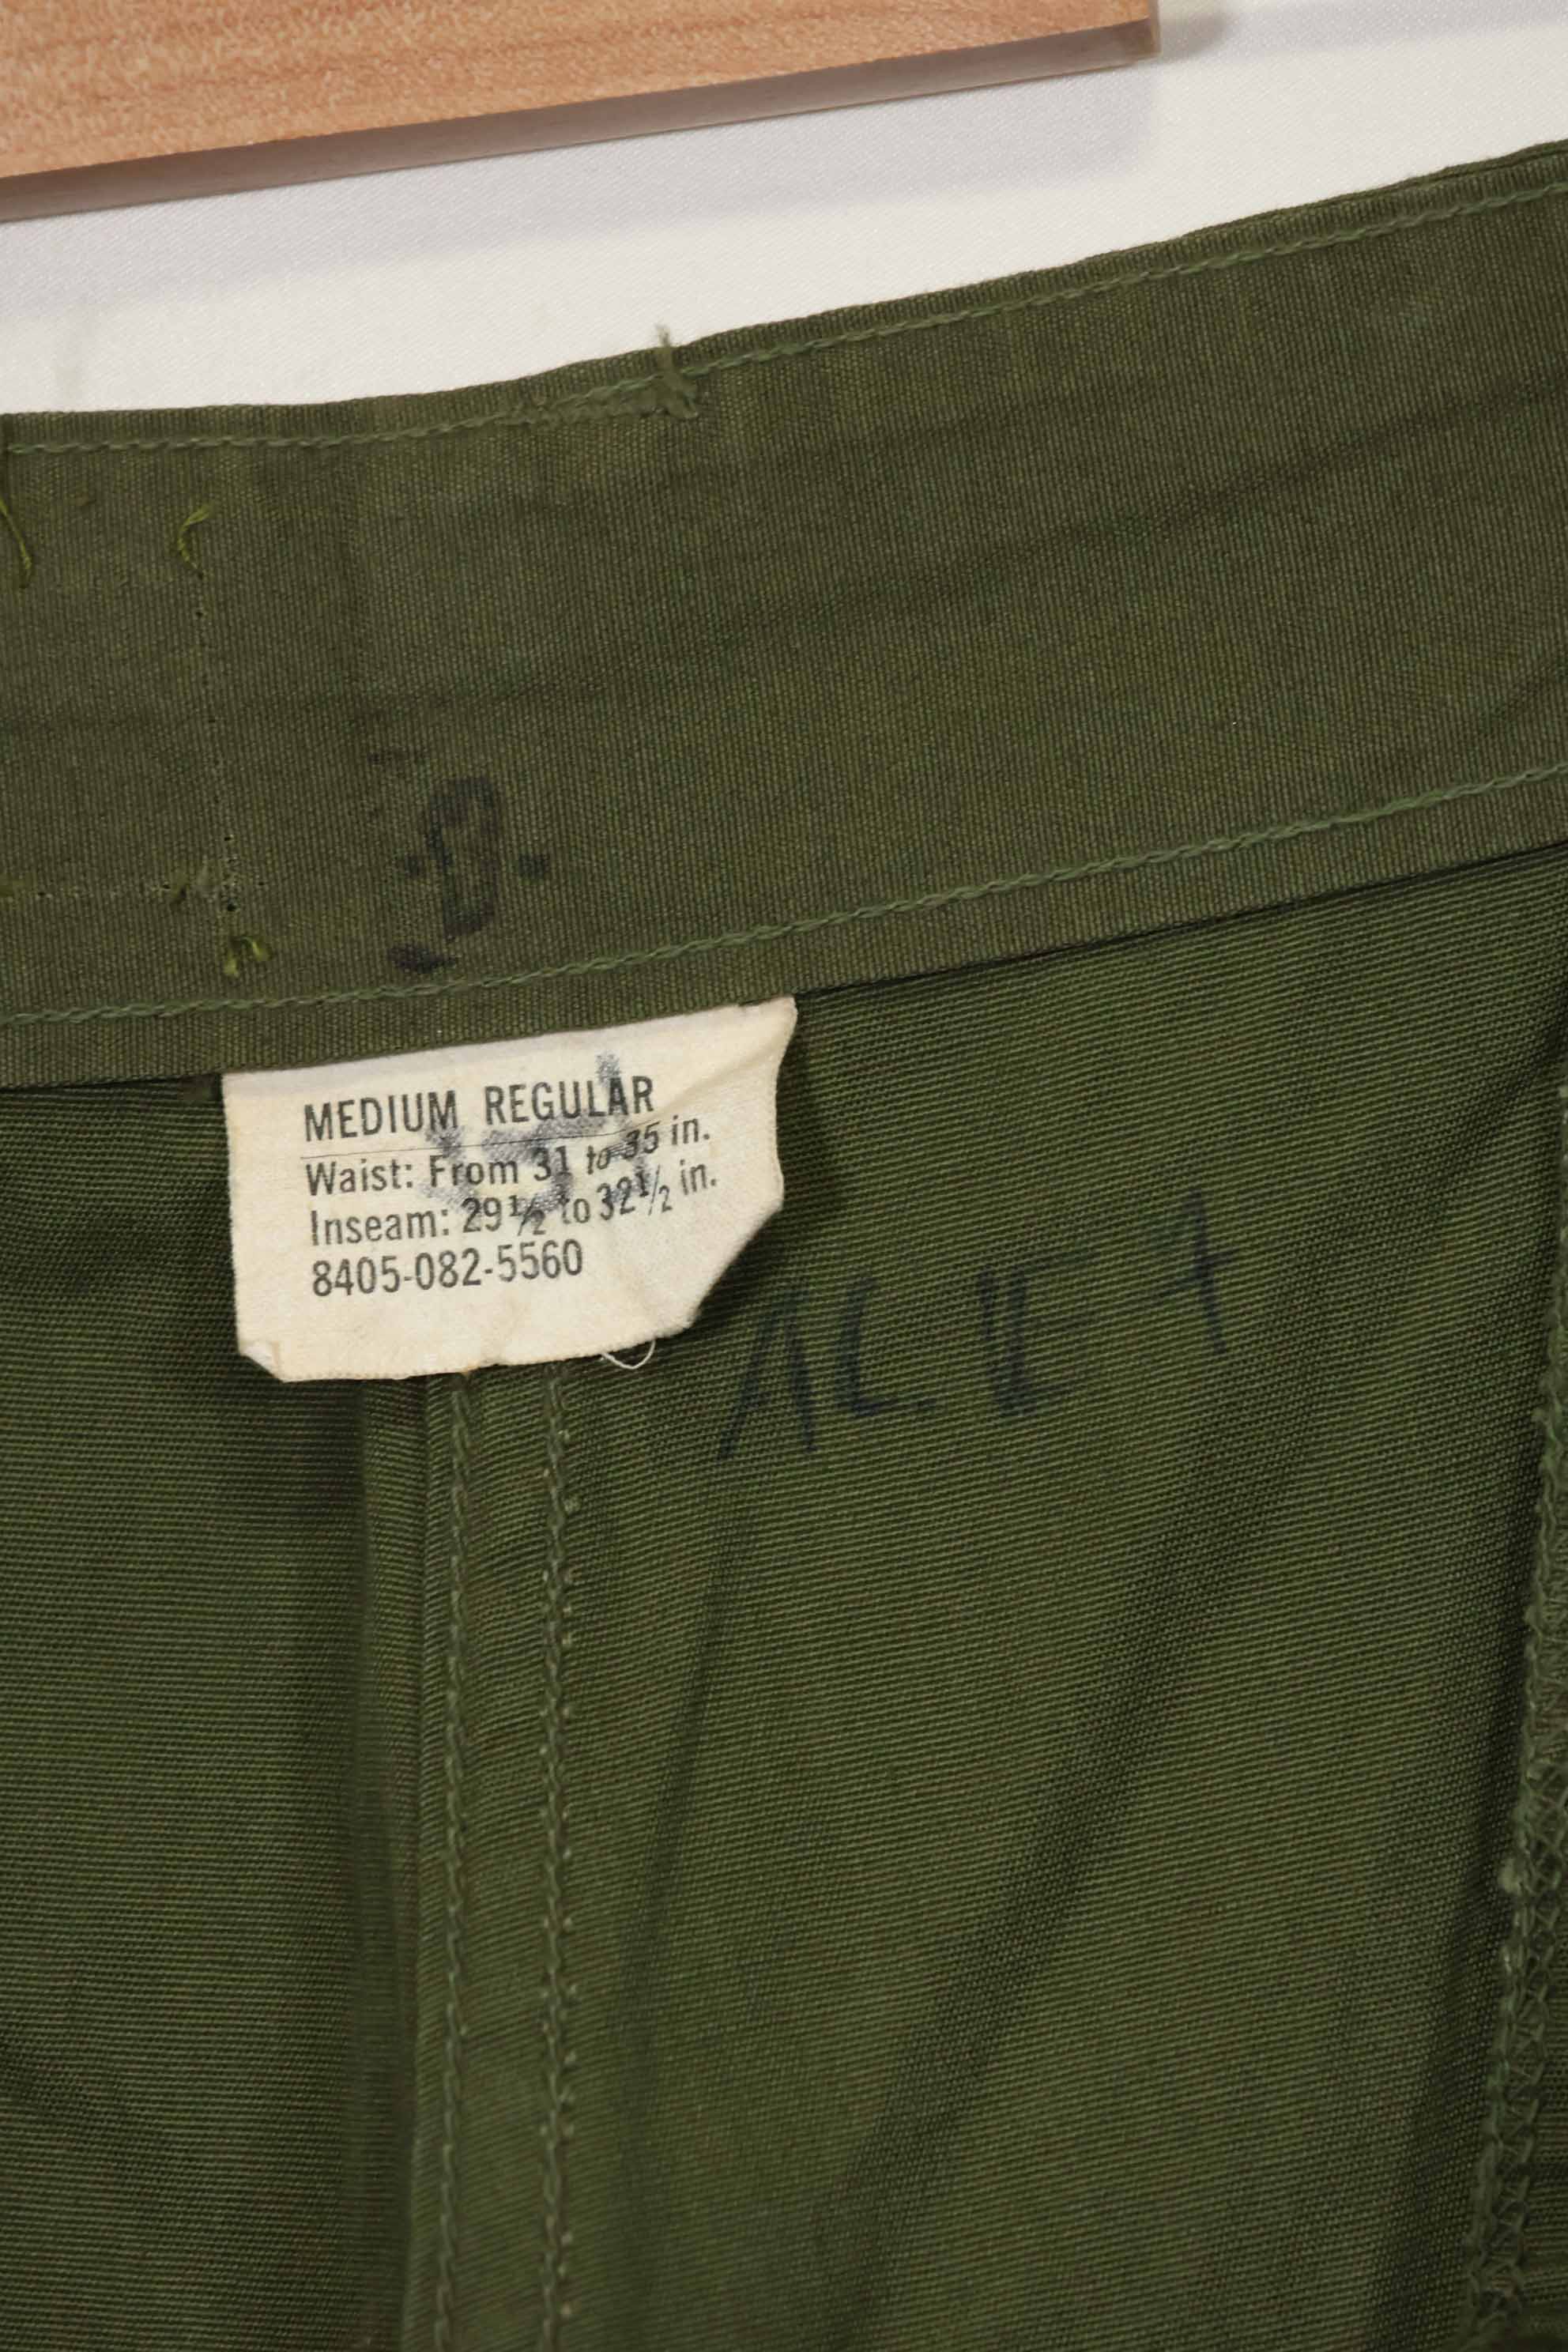 MEDIUM REGULAR
Waist: From 31 to 35 in.
Inseam: 29½ to 32½ in.
8405-082-5560